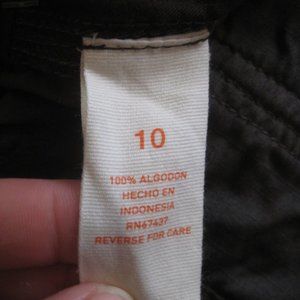 10
100% ALGODON
HECHO EN
INDONESIA
RN67437
REVERSE FOR CARE